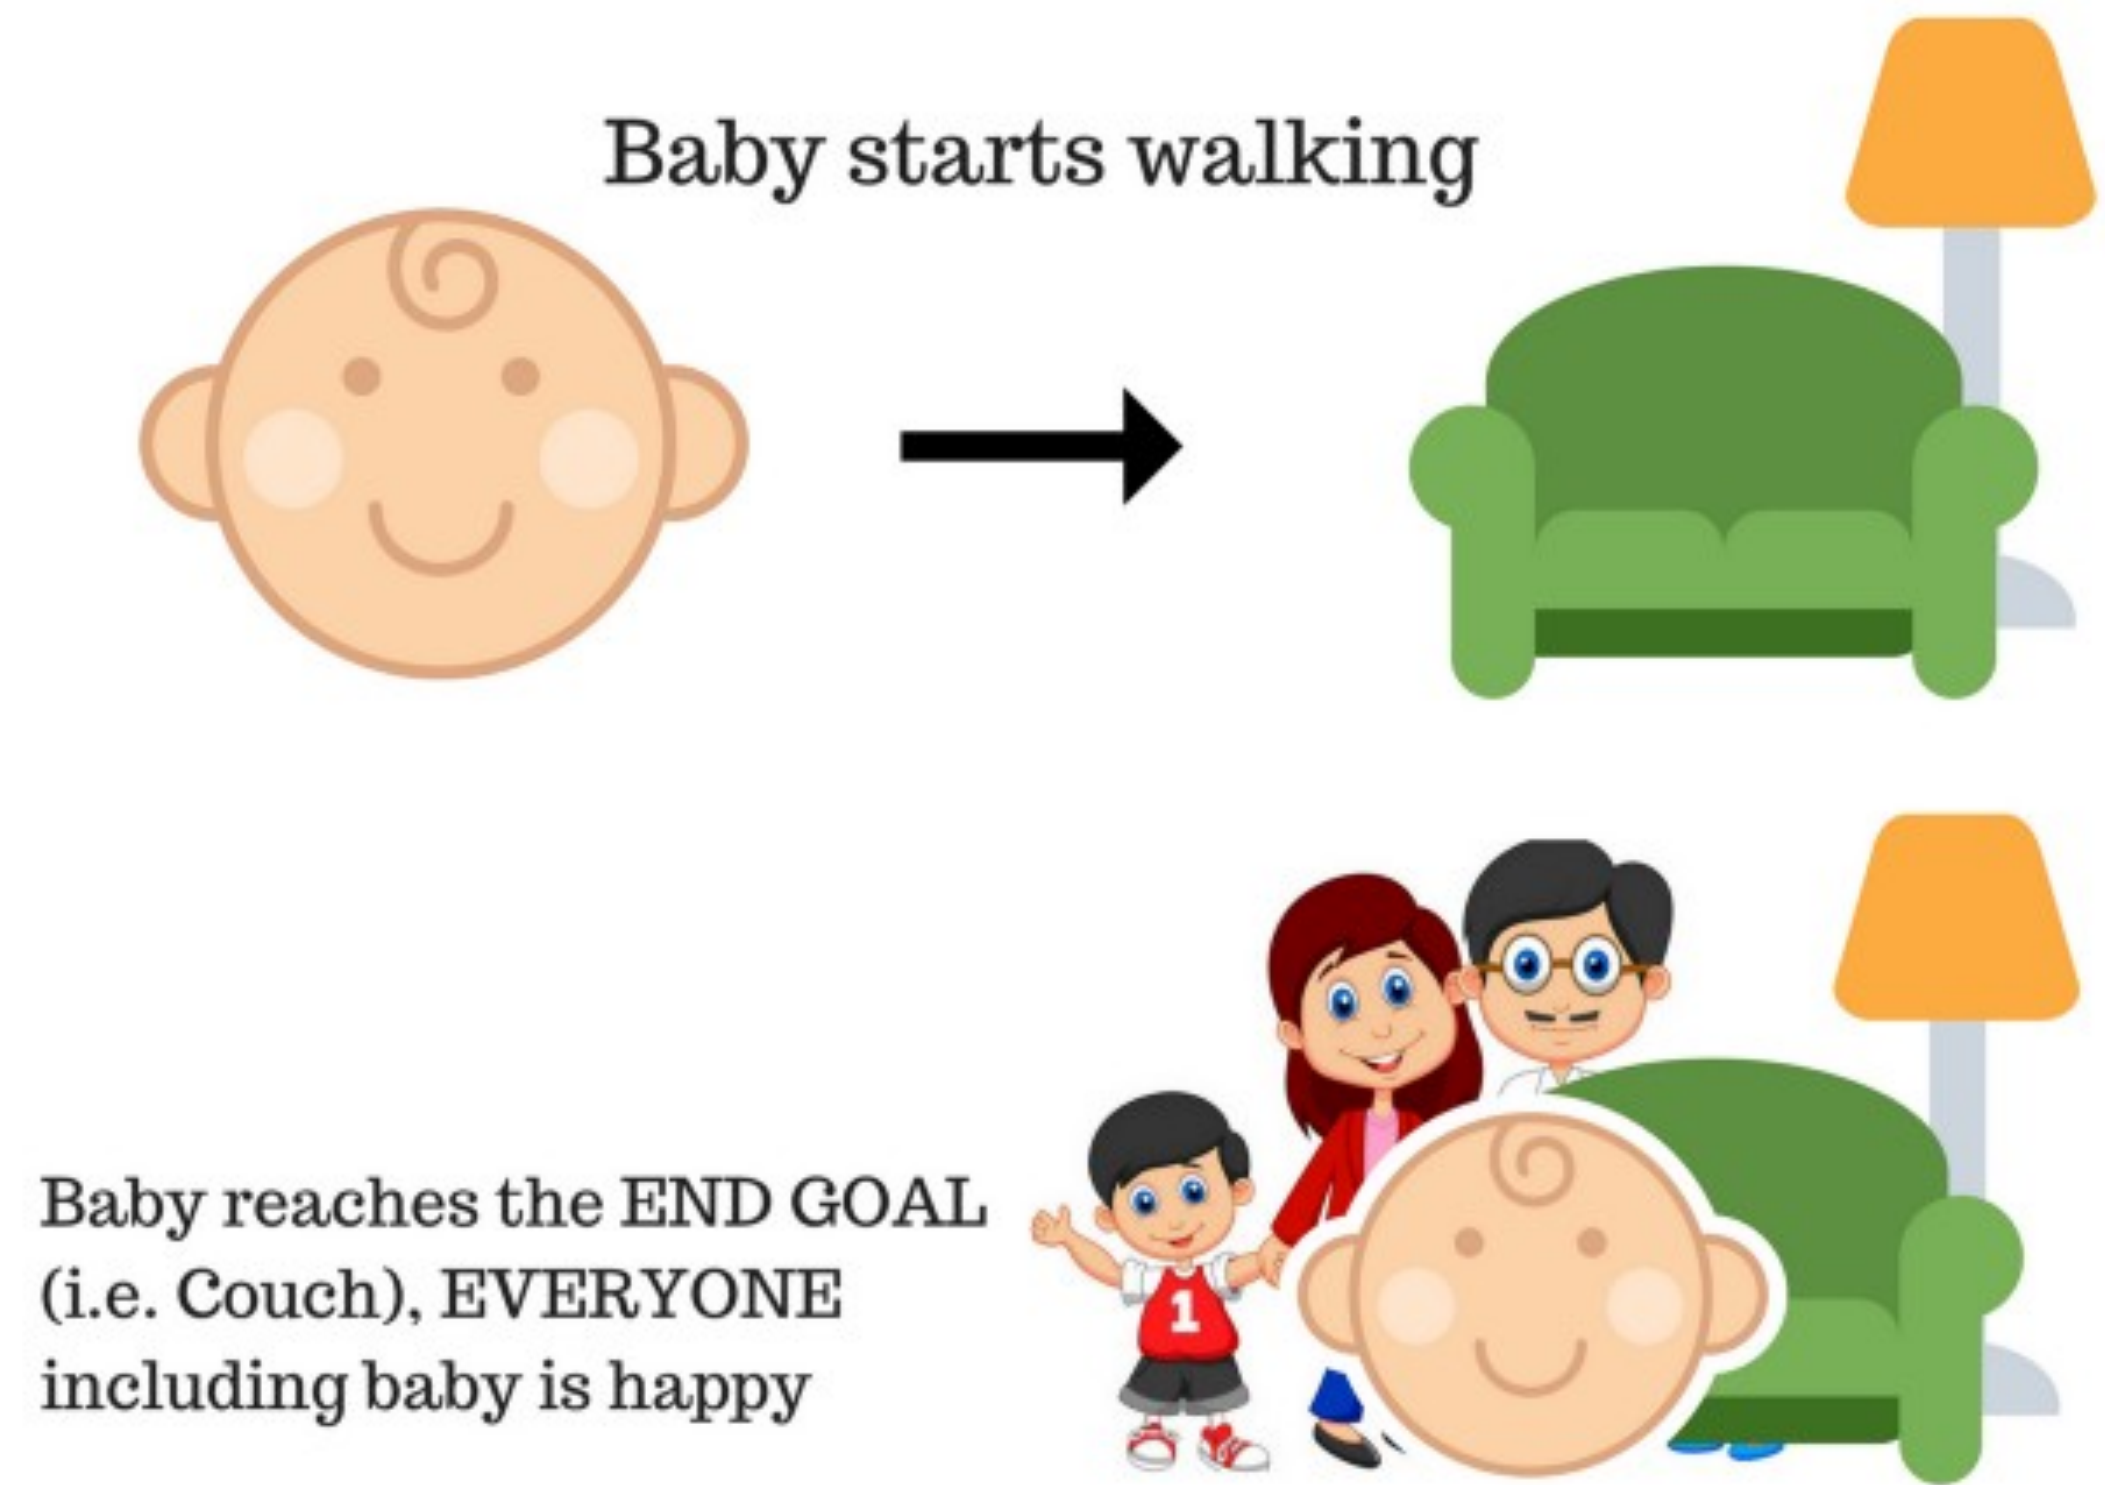 Baby starts walking
Baby reaches the END GOAL
(i.e. Couch), EVERYONE
including baby is happy
1